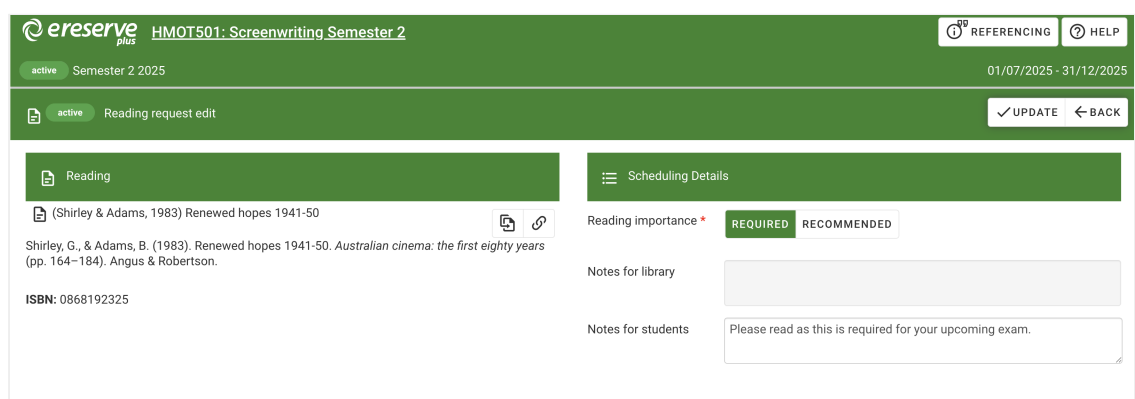 ereserve plus HMOT501: Screenwriting Semester 2 REFERENCING HELP
active Semester 2 2025 01/07/2025 - 31/12/2025
active Reading request edit UPDATE BACK
Reading
(Shirley & Adams, 1983) Renewed hopes 1941-50
Shirley, G., & Adams, B. (1983). Renewed hopes 1941-50. Australian cinema: the first eighty years
(pp. 164–184). Angus & Robertson.
ISBN: 0868192325
Scheduling Details
Reading importance * REQUIRED RECOMMENDED
Notes for library
Notes for students Please read as this is required for your upcoming exam.